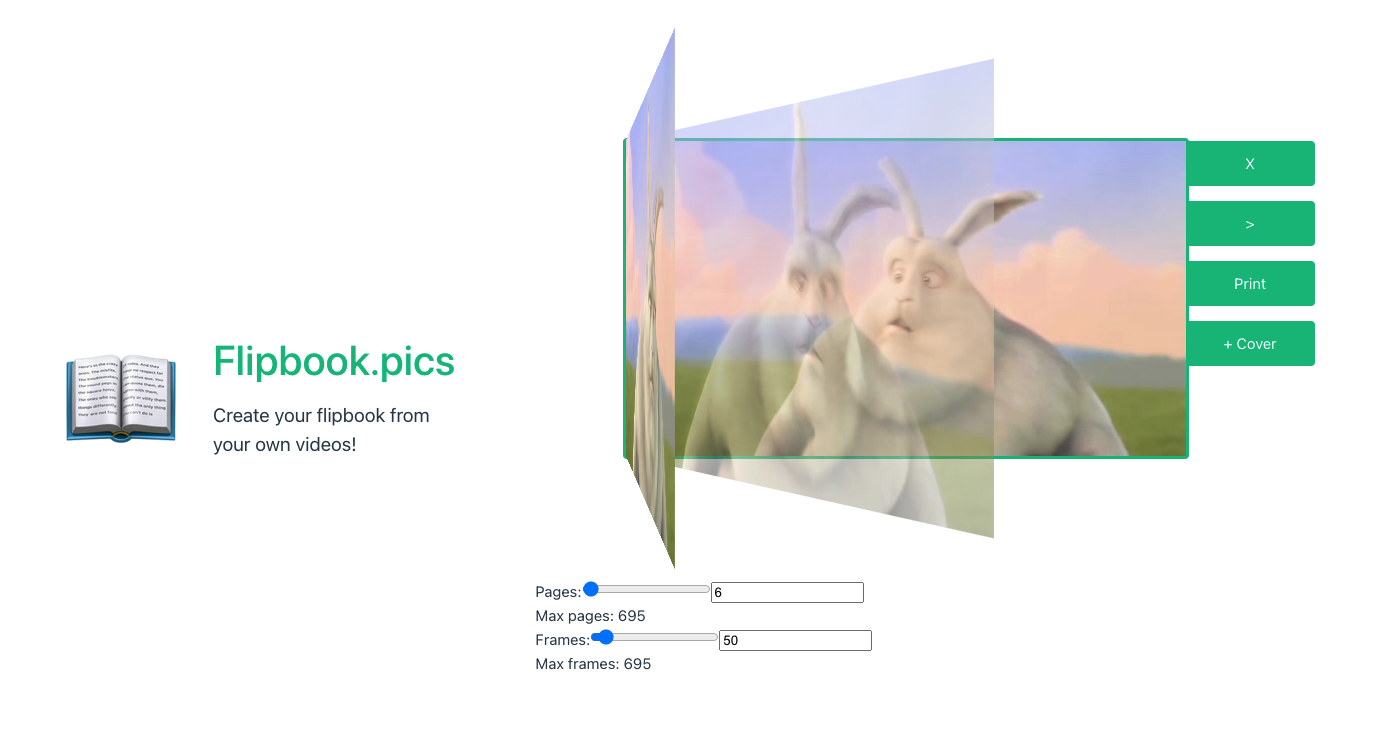 Flipbook.pics
Create your flipbook from
your own videos!
X
>
Print
+ Cover
Pages: 6
Max pages: 695
Frames: 50
Max frames: 695